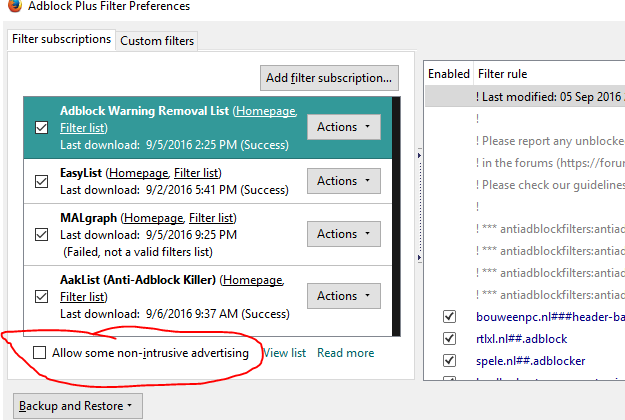 Adblock Plus Filter Preferences
Filter subscriptions
Custom filters
Add filter subscription...
Adblock Warning Removal List (Homepage,
Filter list)
Last download: 9/5/2016 2:25 PM (Success)
Actions
EasyList (Homepage, Filter list)
Last download: 9/2/2016 5:41 PM (Success)
Actions
MALgraph (Homepage, Filter list)
Last download: 9/5/2016 9:25 PM
(Failed, not a valid filters list)
Actions
AakList (Anti-Adblock Killer) (Homepage,
Filter list)
Last download: 9/6/2016 9:37 AM (Success)
Actions
Allow some non-intrusive advertising
View list
Read more
Backup and Restore
Enabled
Filter rule
! Last modified: 05 Sep 2016
!
! Please report any unblocke
! in the forums (https://foru
! Please check our guidelines
!
! *** antiadblockfilters:antiad
! *** antiadblockfilters:antiad
! *** antiadblockfilters:antiad
! *** antiadblockfilters:antiad
bouweenpc.nl###header-ba
rtlxl.nl##.adblock
spele.nl##.adblocker